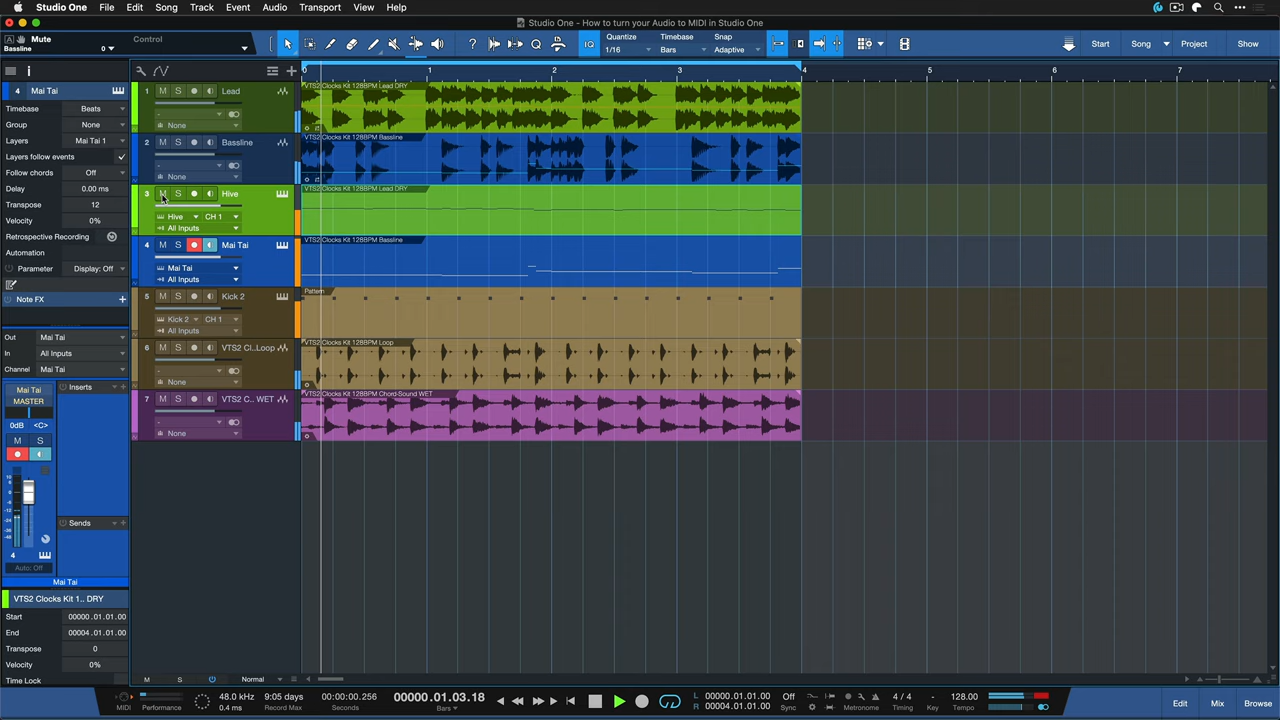 Studio One File Edit Song Track Event Audio Transport View Help
Studio One - How to turn your Audio to MIDI in Studio One
Mute Control
Bassline 0
Quantize Timebase Snap
1/16 Bars Adaptive
IQ
Start Song Project Show
4 Mai Tai
Timebase Beats
Group None
Layers Mai Tai 1
Layers follow events
Follow chords Off
Delay 0.00 ms
Transpose 12
Velocity 0%
Retrospective Recording
Automation
Parameter Display: Off
Note FX
Out Mai Tai
In All Inputs
Channel Mai Tai
Mai Tai
MASTER
Inserts
0dB <C>
M S
Sends
4
Auto: Off
Mai Tai
VTS2 Clocks Kit 1.. DRY
Start 00000.01.01.00
End 00004.01.01.00
Transpose 0
Velocity 0%
Time Lock
0 1 2 3 4 5 6 7
1 M S Lead
-
None
VTS2 Clocks Kit 128BPM Lead DRY
2 M S Bassline
-
None
VTS2 Clocks Kit 128BPM Bassline
3 M S Hive
Hive CH 1
All Inputs
VTS2 Clocks Kit 128BPM Lead DRY
4 M S Mai Tai
Mai Tai
All Inputs
VTS2 Clocks Kit 128BPM Bassline
5 M S Kick 2
Kick 2 CH 1
All Inputs
Pattern
6 M S VTS2 Cl..Loop
-
None
VTS2 Clocks Kit 128BPM Loop
7 M S VTS2 C.. WET
-
None
VTS2 Clocks Kit 128BPM Chord-Sound WET
M S Normal
MIDI
Performance
48.0 kHz
0.4 ms
9:05 days
Record Max
00:00:00.256
Seconds
00000.01.03.18
Bars
L 00000.01.01.00
R 00004.01.01.00
Off
Sync
Metronome
4 / 4
Timing
-
Key
128.00
Tempo
Edit Mix Browse